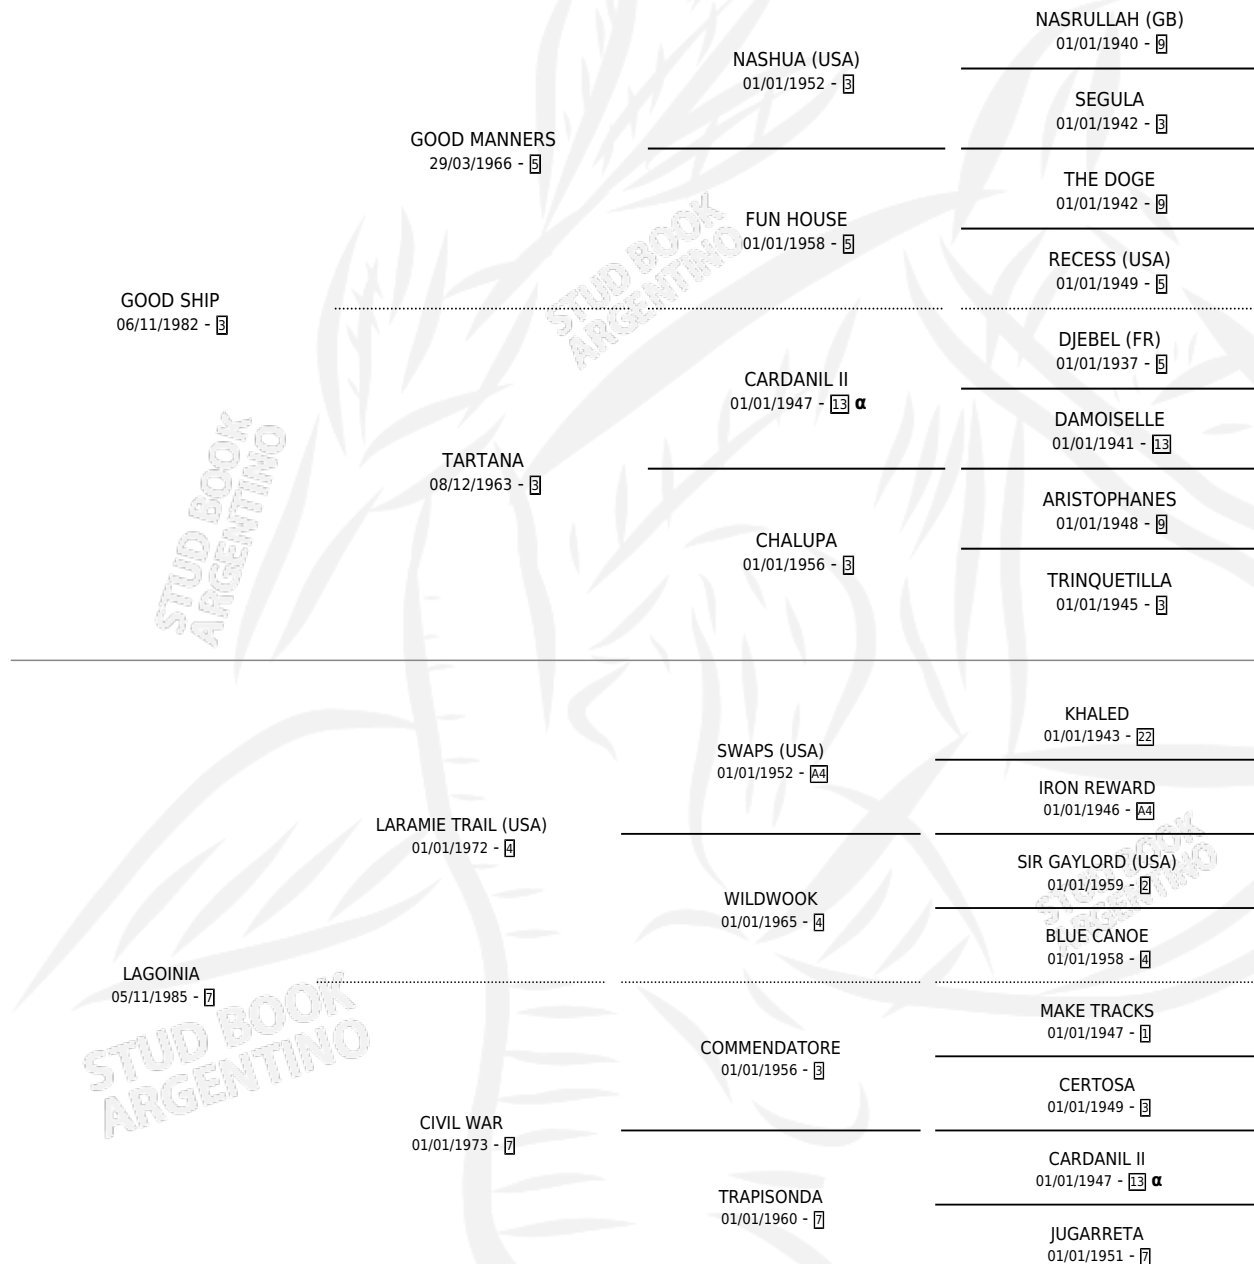 NASRULLAH (GB)
01/01/1940 - 9
NASHUA (USA)
01/01/1952 - 3
SEGULA
01/01/1942 - 3
GOOD MANNERS
29/03/1966 - 5
THE DOGE
01/01/1942 - 9
FUN HOUSE
01/01/1958 - 5
RECESS (USA)
01/01/1949 - 5
GOOD SHIP
06/11/1982 - 3
DJEBEL (FR)
01/01/1937 - 5
CARDANIL II
01/01/1947 - 13 α
DAMOISELLE
01/01/1941 - 13
TARTANA
08/12/1963 - 3
ARISTOPHANES
01/01/1948 - 9
CHALUPA
01/01/1956 - 3
TRINQUETILLA
01/01/1945 - 3
KHALED
01/01/1943 - 22
SWAPS (USA)
01/01/1952 - A4
IRON REWARD
01/01/1946 - A4
LARAMIE TRAIL (USA)
01/01/1972 - 4
SIR GAYLORD (USA)
01/01/1959 - 2
WILDWOOK
01/01/1965 - 4
BLUE CANOE
01/01/1958 - 4
LAGOINIA
05/11/1985 - 7
MAKE TRACKS
01/01/1947 - 1
COMMENDATORE
01/01/1956 - 3
CERTOSA
01/01/1949 - 3
CIVIL WAR
01/01/1973 - 7
CARDANIL II
01/01/1947 - 13 α
TRAPISONDA
01/01/1960 - 7
JUGARRETA
01/01/1951 - 7
STUD BOOK
ARGENTINO
STUD BOOK
ARGENTINO
STUD BOOK
ARGENTINO
STUD BOOK
ARGENTINO